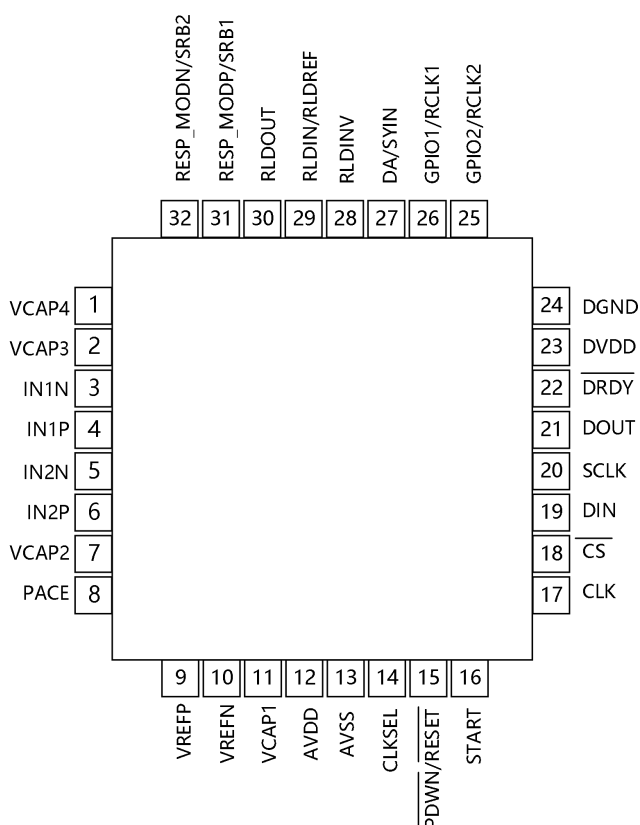 RESP_MODN/SRB2
RESP_MODP/SRB1
RLDOUT
RLDIN/RLDREF
RLDINV
DA/SYIN
GPIO1/RCLK1
GPIO2/RCLK2
32 31 30 29 28 27 26 25
VCAP4 1
VCAP3 2
IN1N 3
IN1P 4
IN2N 5
IN2P 6
VCAP2 7
PACE 8
24 DGND
23 DVDD
22 DRDY
21 DOUT
20 SCLK
19 DIN
18 CS
17 CLK
9 10 11 12 13 14 15 16
VREFP
VREFN
VCAP1
AVDD
AVSS
CLKSEL
PDWN/RESET
START